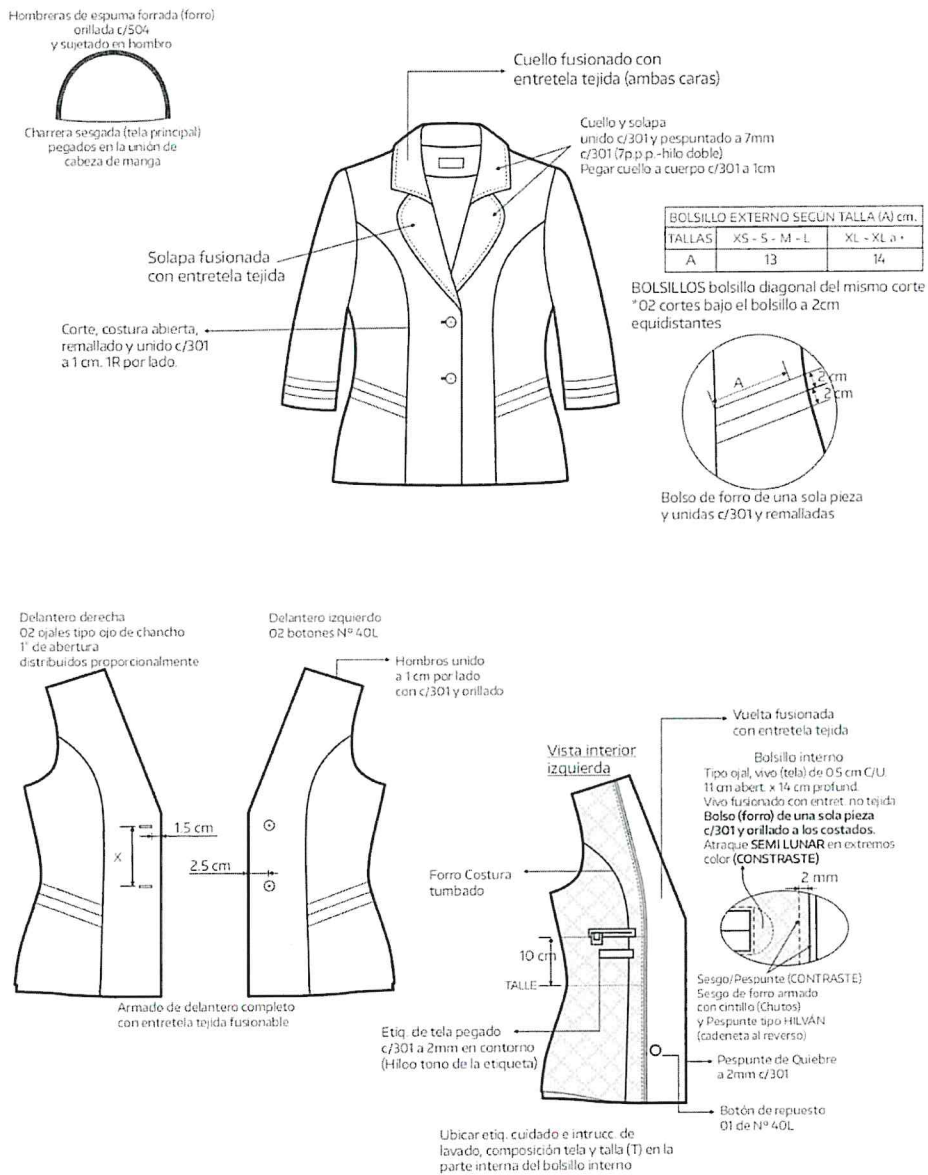 Hombreras de espuma forrada (forro)
orillada c/504
y sujetado en hombro
Charrera sesgada (tela principal)
pegados en la unión de
cabeza de manga
Cuello fusionado con
entretela tejida (ambas caras)
Cuello y solapa
unido c/301 y pespuntado a 7mm
c/301 (7p.p.p.-hilo doble)
Pegar cuello a cuerpo c/301 a 1cm
Solapa fusionada
con entretela tejida
Corte, costura abierta,
remallado y unido c/301
a 1 cm. 1R por lado.
BOLSILLO EXTERNO SEGÚN TALLA (A) cm.
TALLAS XS - S - M - L XL - XL a +
A 13 14
BOLSILLOS bolsillo diagonal del mismo corte
*02 cortes bajo el bolsillo a 2cm
equidistantes
A
2 cm
2 cm
Bolso de forro de una sola pieza
y unidas c/301 y remalladas
Delantero derecha
02 ojales tipo ojo de chancho
1" de abertura
distribuidos proporcionalmente
Delantero izquierdo
02 botones Nº 40L
Hombros unido
a 1 cm por lado
con c/301 y orillado
X
1.5 cm
2.5 cm
Armado de delantero completo
con entretela tejida fusionable
Vista interior
izquierda
Vuelta fusionada
con entretela tejida
Bolsillo interno
Tipo ojal, vivo (tela) de 0.5 cm C/U.
11 cm abert. x 14 cm profund.
Vivo fusionado con entret. no tejida
Bolso (forro) de una sola pieza
c/301 y orillado a los costados.
Atraque SEMI LUNAR en extremos
color (CONSTRASTE)
2 mm
Forro Costura
tumbado
10 cm
TALLE
Sesgo/Pespunte (CONTRASTE)
Sesgo de forro armado
con cintillo (Chutos)
y Pespunte tipo HILVÁN
(cadeneta al reverso)
Etiq. de tela pegado
c/301 a 2mm en contorno
(Hiloo tono de la etiqueta)
Pespunte de Quiebre
a 2mm c/301
Botón de repuesto
01 de Nº 40L
Ubicar etiq. cuidado e intrucc. de
lavado, composición tela y talla (T) en la
parte interna del bolsillo interno